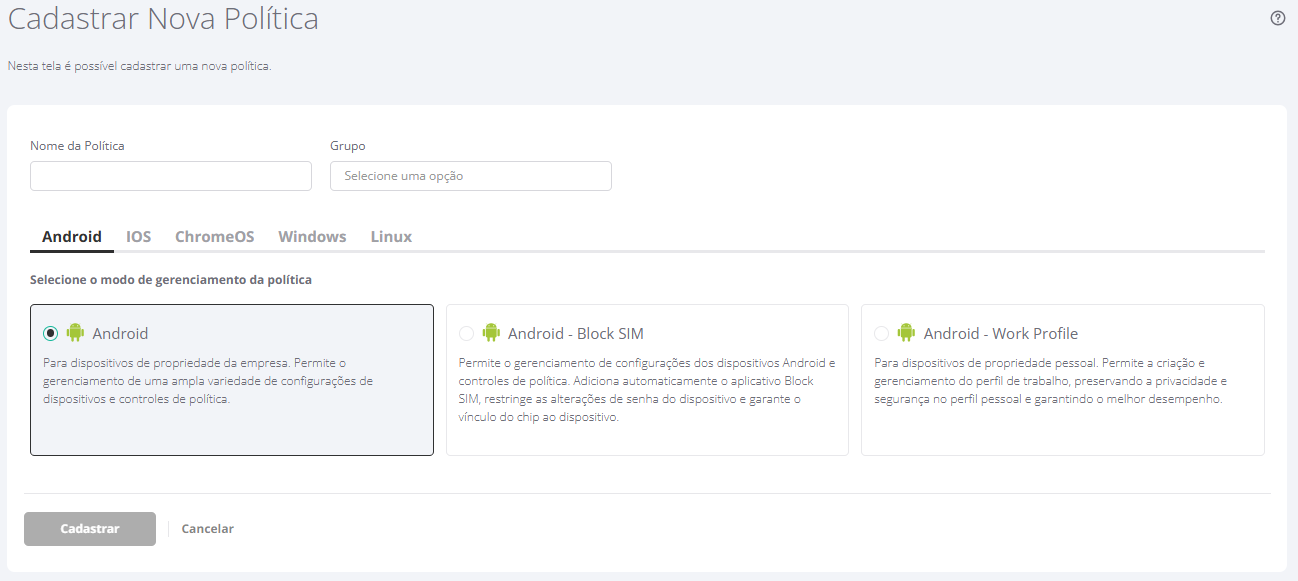 Cadastrar Nova Política
Nesta tela é possível cadastrar uma nova política.
Nome da Política
Grupo
Selecione uma opção
Android
IOS
ChromeOS
Windows
Linux
Selecione o modo de gerenciamento da política
Android
Para dispositivos de propriedade da empresa. Permite o
gerenciamento de uma ampla variedade de configurações de
dispositivos e controles de política.
Android - Block SIM
Permite o gerenciamento de configurações dos dispositivos Android e
controles de política. Adiciona automaticamente o aplicativo Block
SIM, restringe as alterações de senha do dispositivo e garante o
vínculo do chip ao dispositivo.
Android - Work Profile
Para dispositivos de propriedade pessoal. Permite a criação e
gerenciamento do perfil de trabalho, preservando a privacidade e
segurança no perfil pessoal e garantindo o melhor desempenho.
Cadastrar
Cancelar